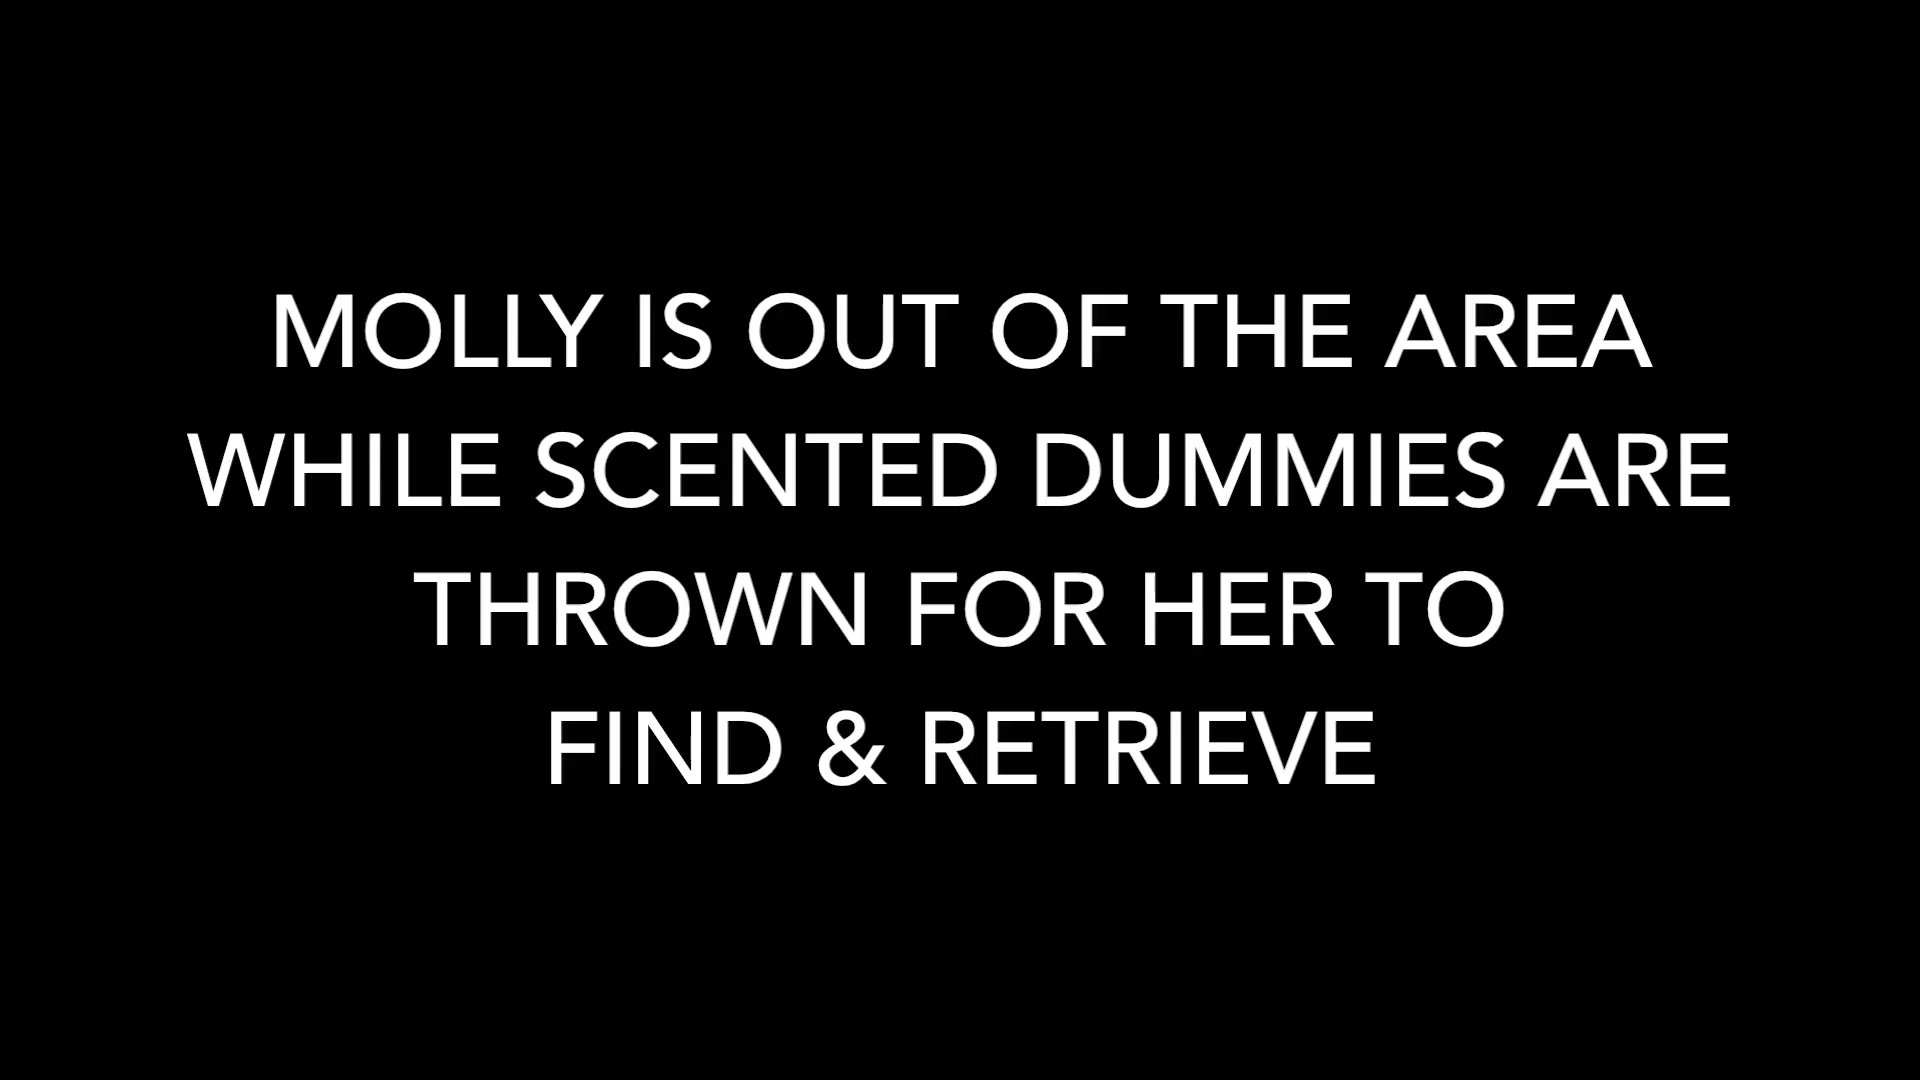 MOLLY IS OUT OF THE AREA
WHILE SCENTED DUMMIES ARE
THROWN FOR HER TO
FIND & RETRIEVE